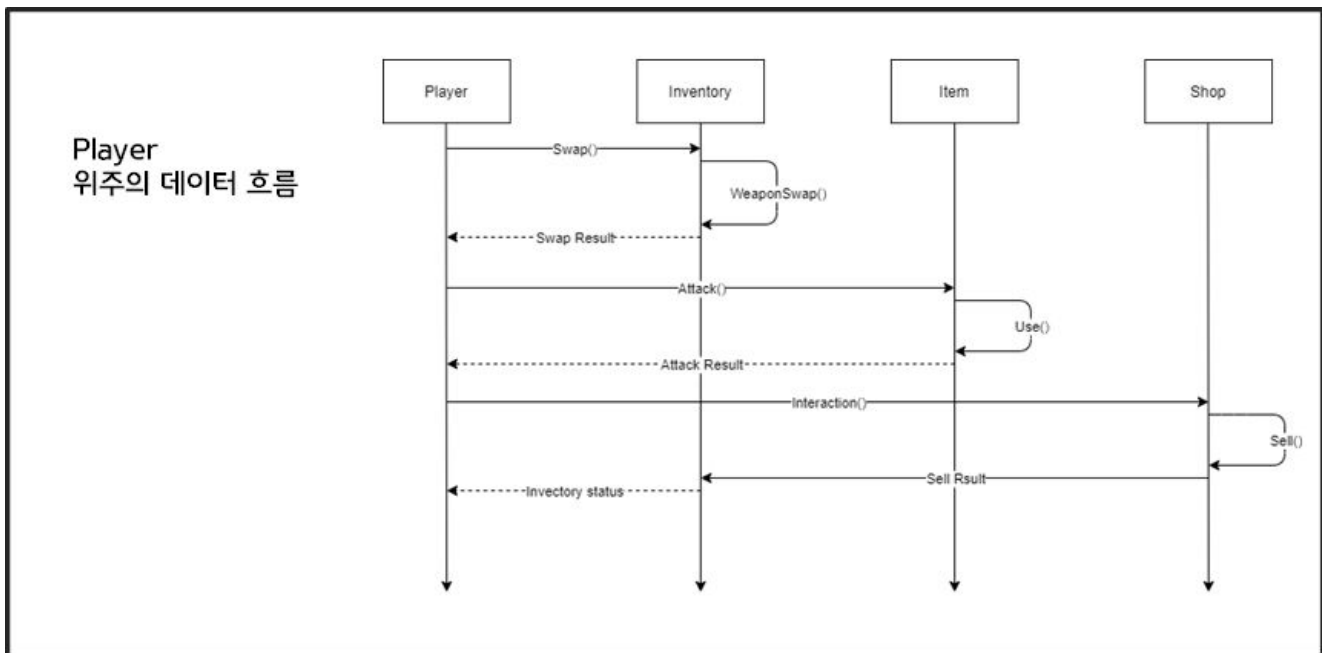 Player
위주의 데이터 흐름
Player
Inventory
Item
Shop
Swap()
WeaponSwap()
Swap Result
Attack()
Use()
Attack Result
Interaction()
Sell()
Sell Rsult
Invectory status